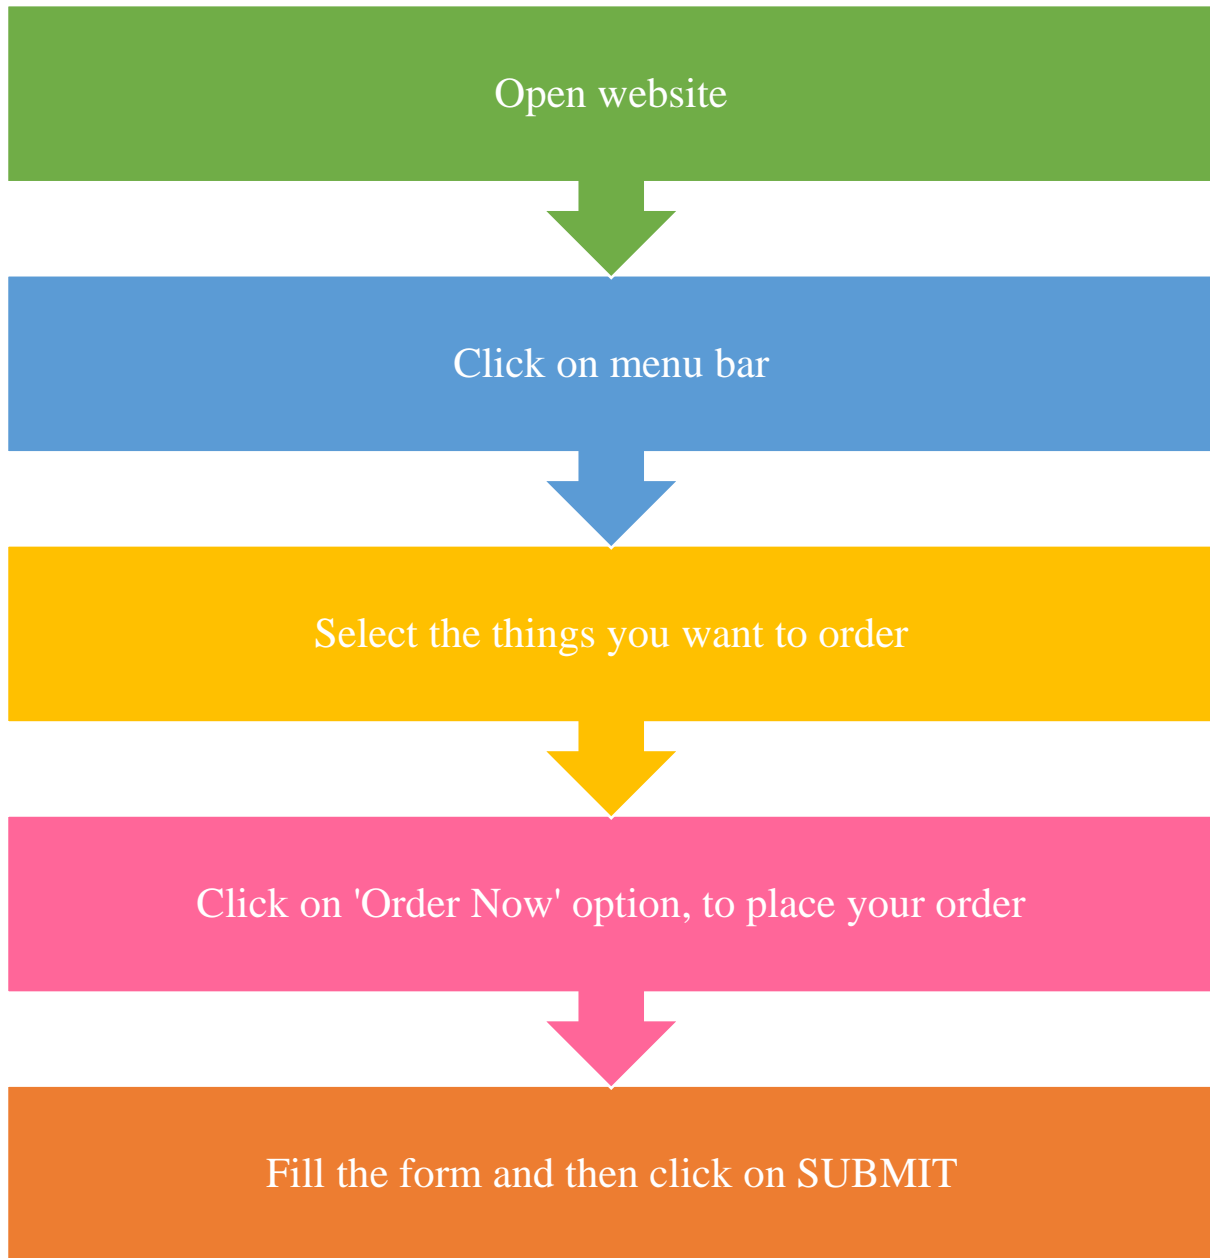 Open website
Click on menu bar
Select the things you want to order
Click on 'Order Now' option, to place your order
Fill the form and then click on SUBMIT